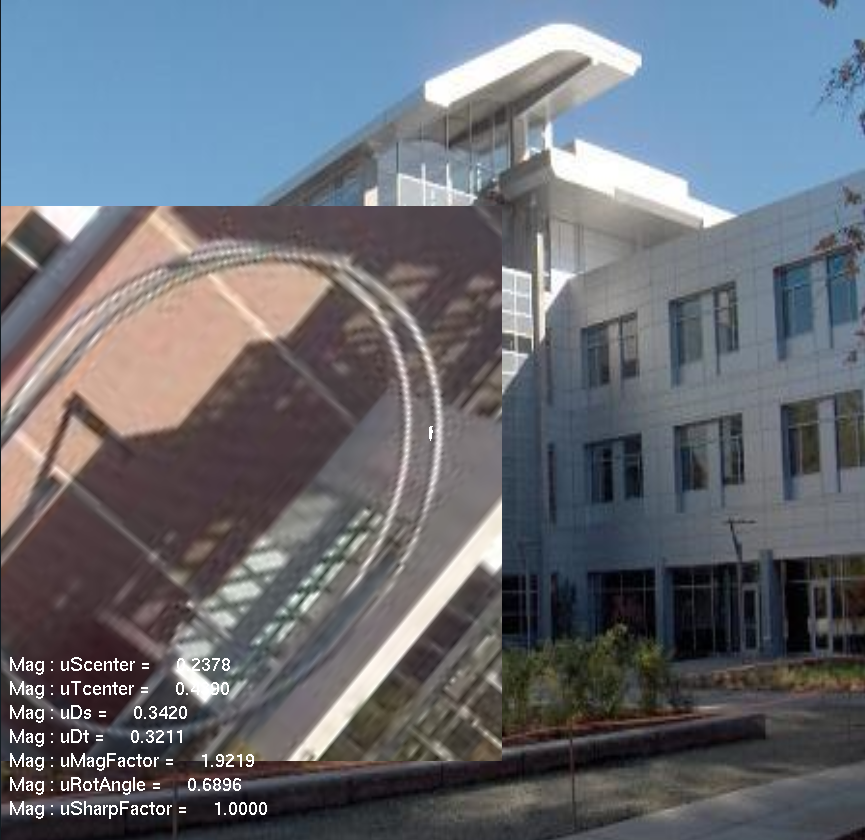 Mag : uScenter = 0.2378
Mag : uTcenter =
Mag : uDs = 0.3420
Mag : uDt = 0.3211
Mag : uMagFactor = 1.9219
Mag : uRotAngle = 0.6896
Mag : uSharpFactor = 1.0000